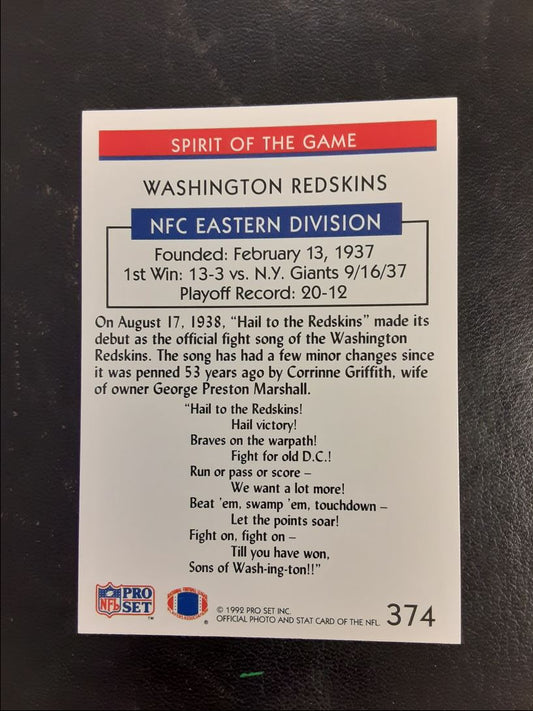 SPIRIT OF THE GAME
WASHINGTON REDSKINS
NFC EASTERN DIVISION
Founded: February 13, 1937
1st Win: 13-3 vs. N.Y. Giants 9/16/37
Playoff Record: 20-12
On August 17, 1938, “Hail to the Redskins” made its
debut as the official fight song of the Washington
Redskins. The song has had a few minor changes since
it was penned 53 years ago by Corrinne Griffith, wife
of owner George Preston Marshall.
“Hail to the Redskins!
Hail victory!
Braves on the warpath!
Fight for old D.C.!
Run or pass or score –
We want a lot more!
Beat 'em, swamp 'em, touchdown –
Let the points soar!
Fight on, fight on –
Till you have won,
Sons of Wash-ing-ton!!”
NFL PRO SET ™
®
© 1992 PRO SET INC.
OFFICIAL PHOTO AND STAT CARD OF THE NFL
374